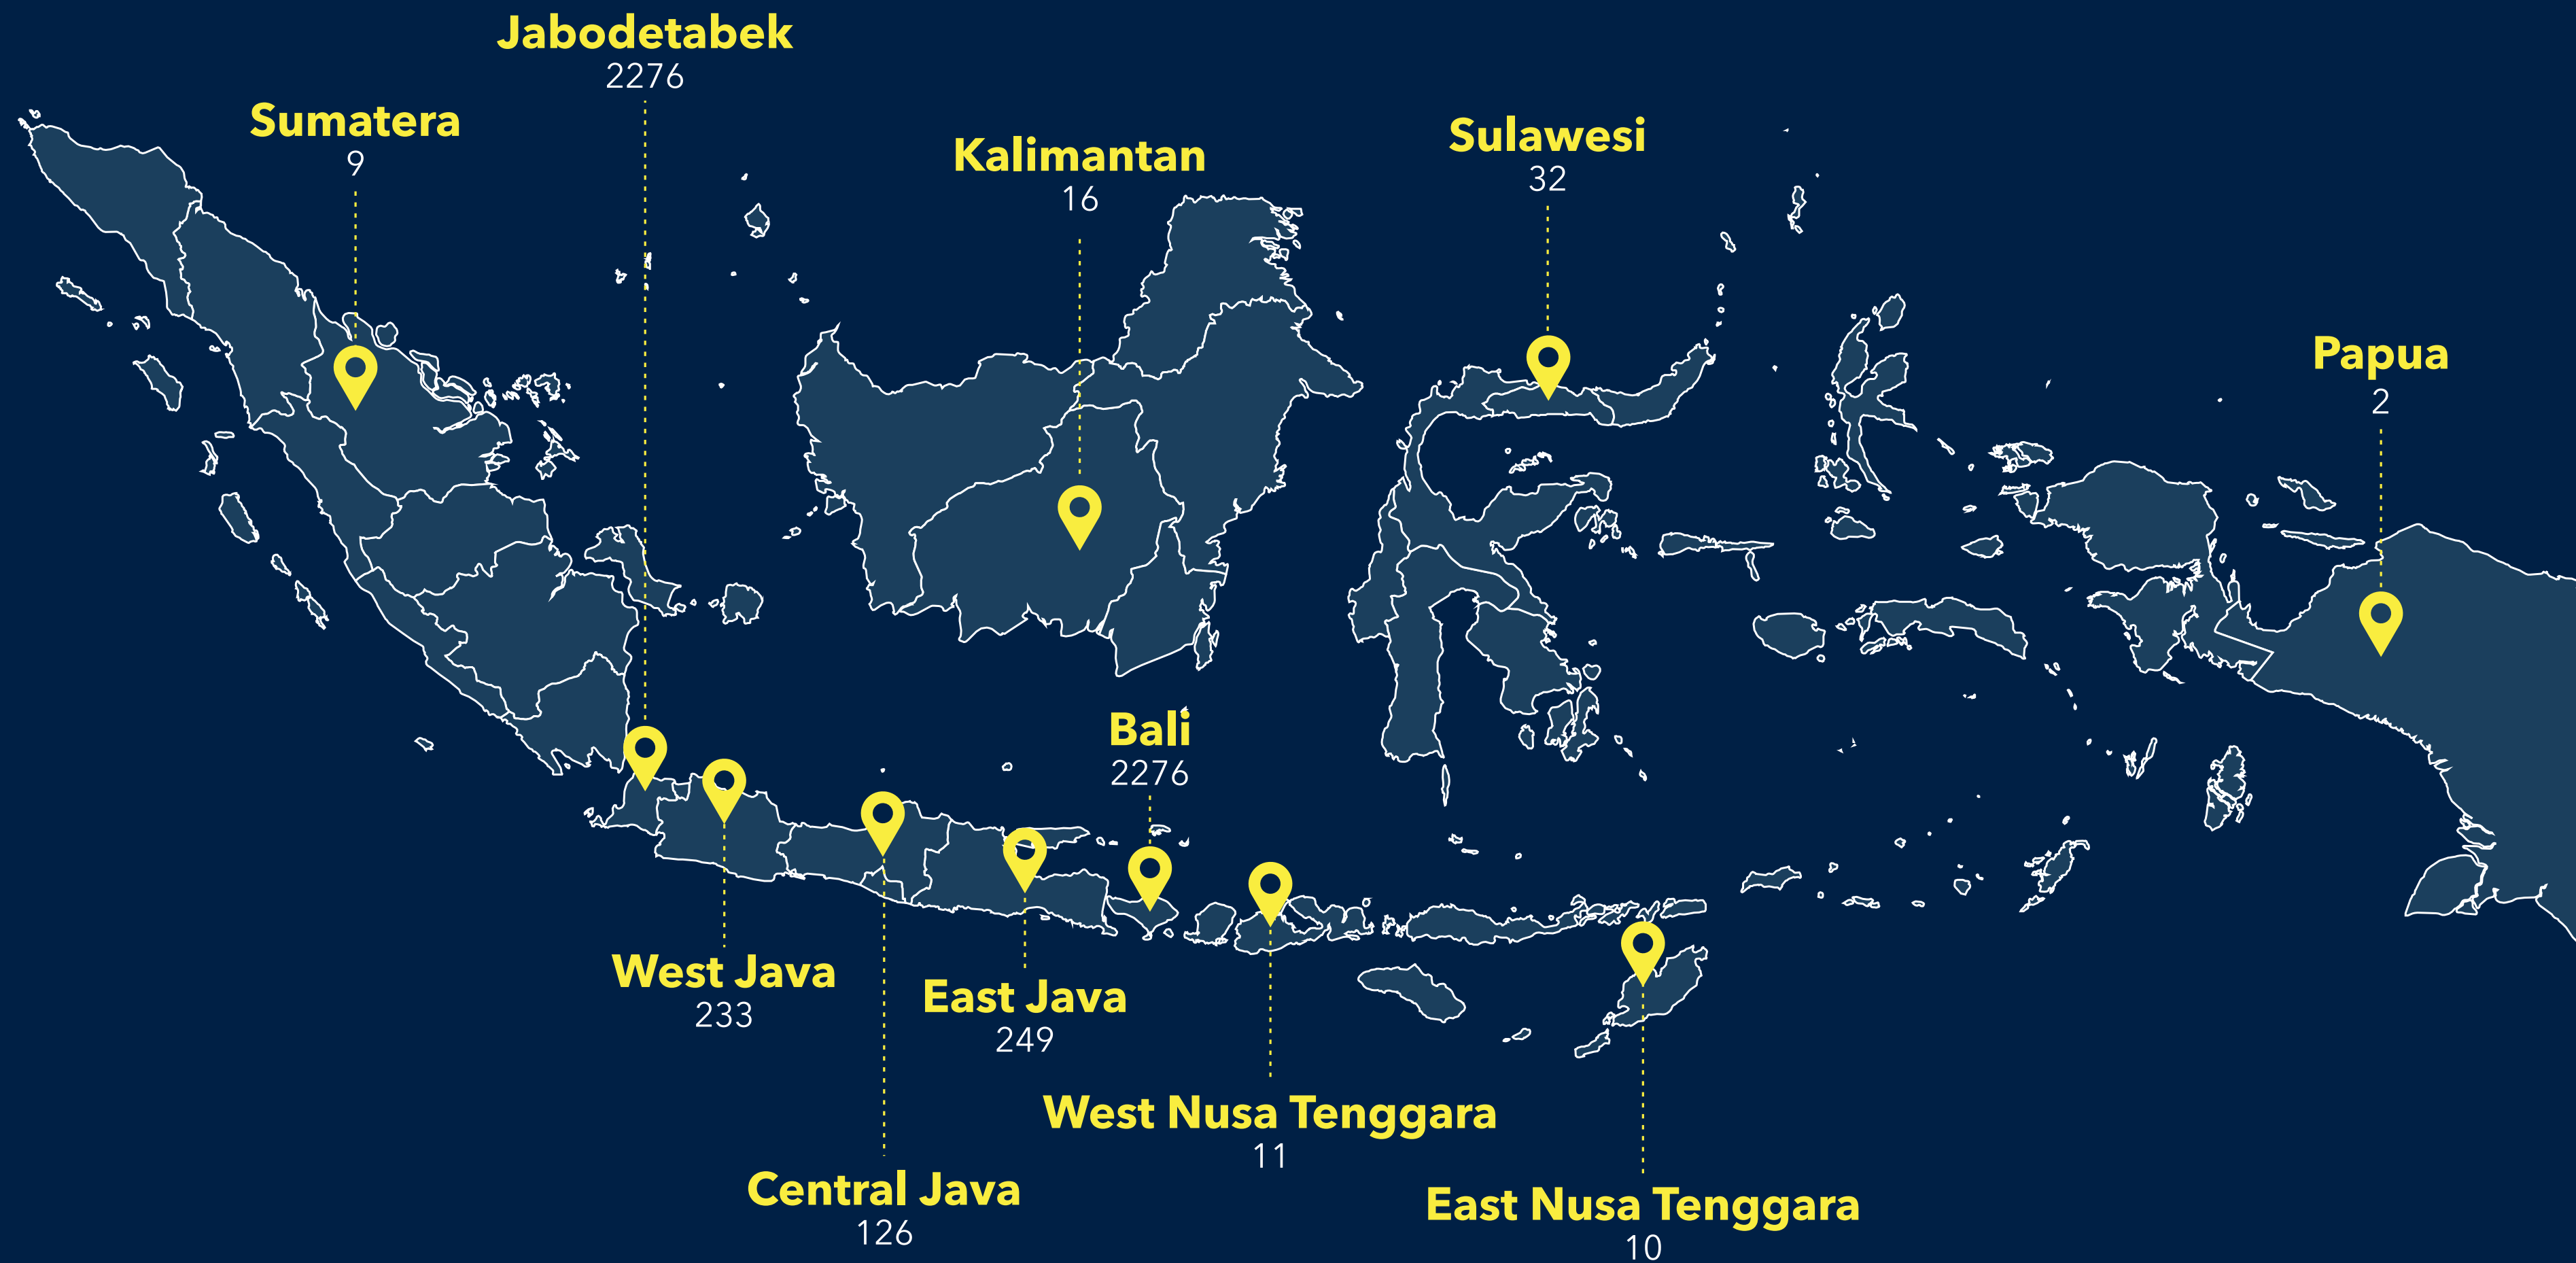 Jabodetabek
2276
Sumatera
9
Kalimantan
16
Sulawesi
32
Papua
2
Bali
2276
West Java
233
East Java
249
West Nusa Tenggara
11
Central Java
126
East Nusa Tenggara
10